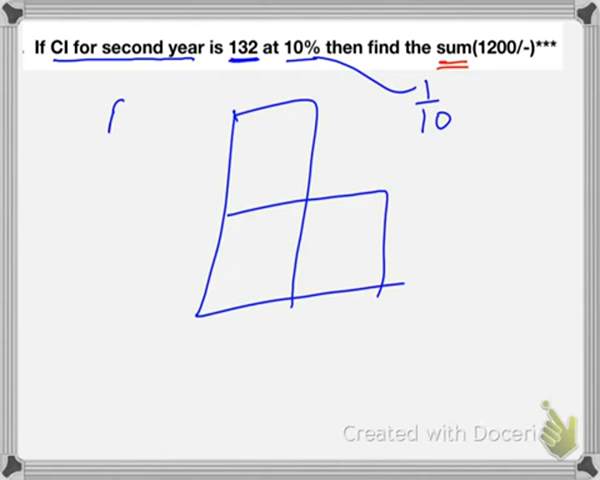 . If CI for second year is 132 at 10% then find the sum(1200/-)***
1
10
Created with Doceri